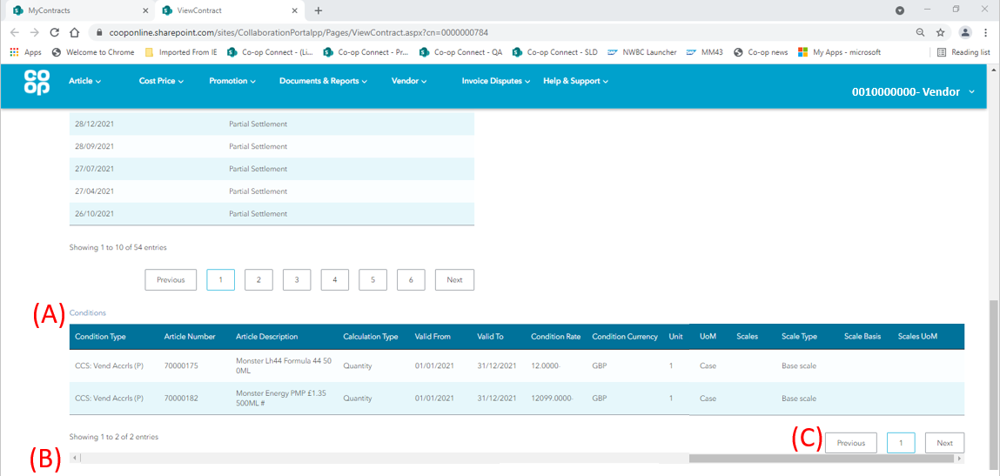 MyContracts
ViewContract
cooponline.sharepoint.com/sites/CollaborationPortalpp/Pages/ViewContract.aspx?cn=0000000784
Apps Welcome to Chrome Imported From IE Co-op Connect - (Li... Co-op Connect - Pr... Co-op Connect - QA Co-op Connect - SLD NWBC Launcher MM43 Co-op news My Apps - microsoft Reading list
co
op
Article Cost Price Promotion Documents & Reports Vendor Invoice Disputes Help & Support
0010000000- Vendor
28/12/2021 Partial Settlement
28/09/2021 Partial Settlement
27/07/2021 Partial Settlement
27/04/2021 Partial Settlement
26/10/2021 Partial Settlement
Showing 1 to 10 of 54 entries
Previous 1 2 3 4 5 6 Next
(A) Conditions
Condition Type Article Number Article Description Calculation Type Valid From Valid To Condition Rate Condition Currency Unit UoM Scales Scale Type Scale Basis Scales UoM
CCS: Vend Accrls (P) 70000175 Monster Lh44 Formula 44 50 Quantity 01/01/2021 31/12/2021 12.0000- GBP 1 Case Base scale
0ML
CCS: Vend Accrls (P) 70000182 Monster Energy PMP £1.35 Quantity 01/01/2021 31/12/2021 12099.0000- GBP 1 Case Base scale
500ML #
Showing 1 to 2 of 2 entries
(C) Previous 1 Next
(B)